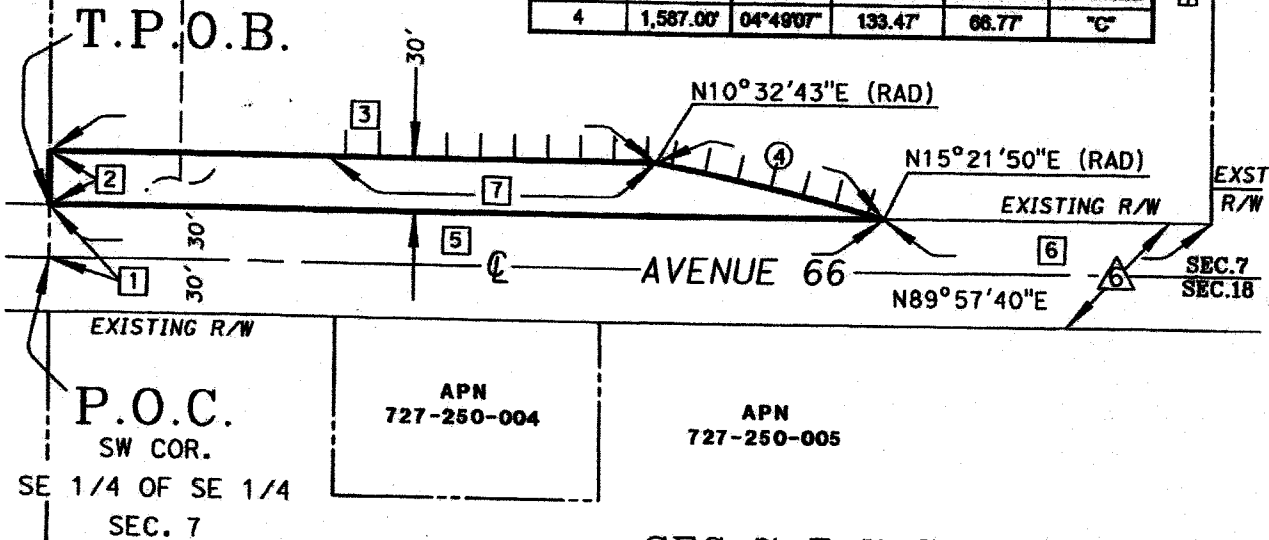 4 1,587.00' 04°49'07" 133.47' 66.77' "C"
T.P.O.B.
30'
N10°32'43"E (RAD)
3
4
N15°21'50"E (RAD)
2
7
EXST
R/W
EXISTING R/W
30'
30'
5
6
1
℄
AVENUE 66
6
SEC.7
SEC.18
N89°57'40"E
EXISTING R/W
P.O.C.
SW COR.
SE 1/4 OF SE 1/4
SEC. 7
APN
727-250-004
APN
727-250-005